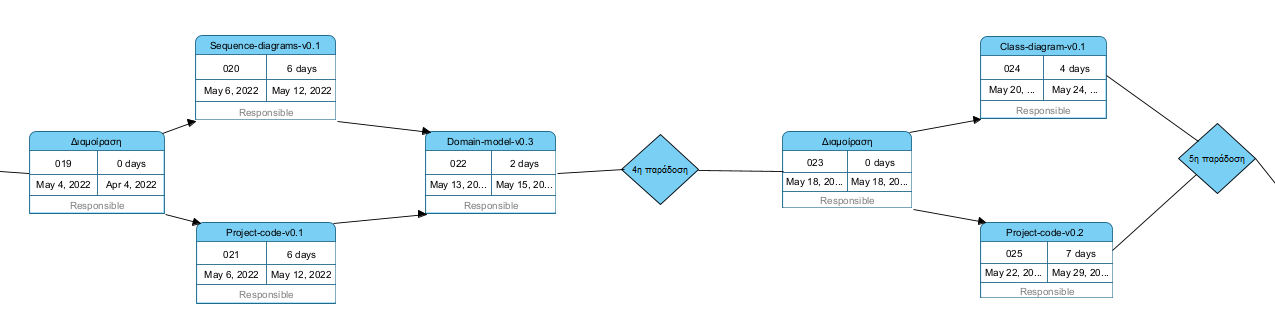 Sequence-diagrams-v0.1
020 6 days
May 6, 2022 May 12, 2022
Responsible
Διαμοίραση
019 0 days
May 4, 2022 Apr 4, 2022
Responsible
Project-code-v0.1
021 6 days
May 6, 2022 May 12, 2022
Responsible
Domain-model-v0.3
022 2 days
May 13, 20... May 15, 20...
Responsible
4η παράδοση
Διαμοίραση
023 0 days
May 18, 20... May 18, 20...
Responsible
Class-diagram-v0.1
024 4 days
May 20, ... May 24, ...
Responsible
Project-code-v0.2
025 7 days
May 22, 20... May 29, 20...
Responsible
5η παράδοση